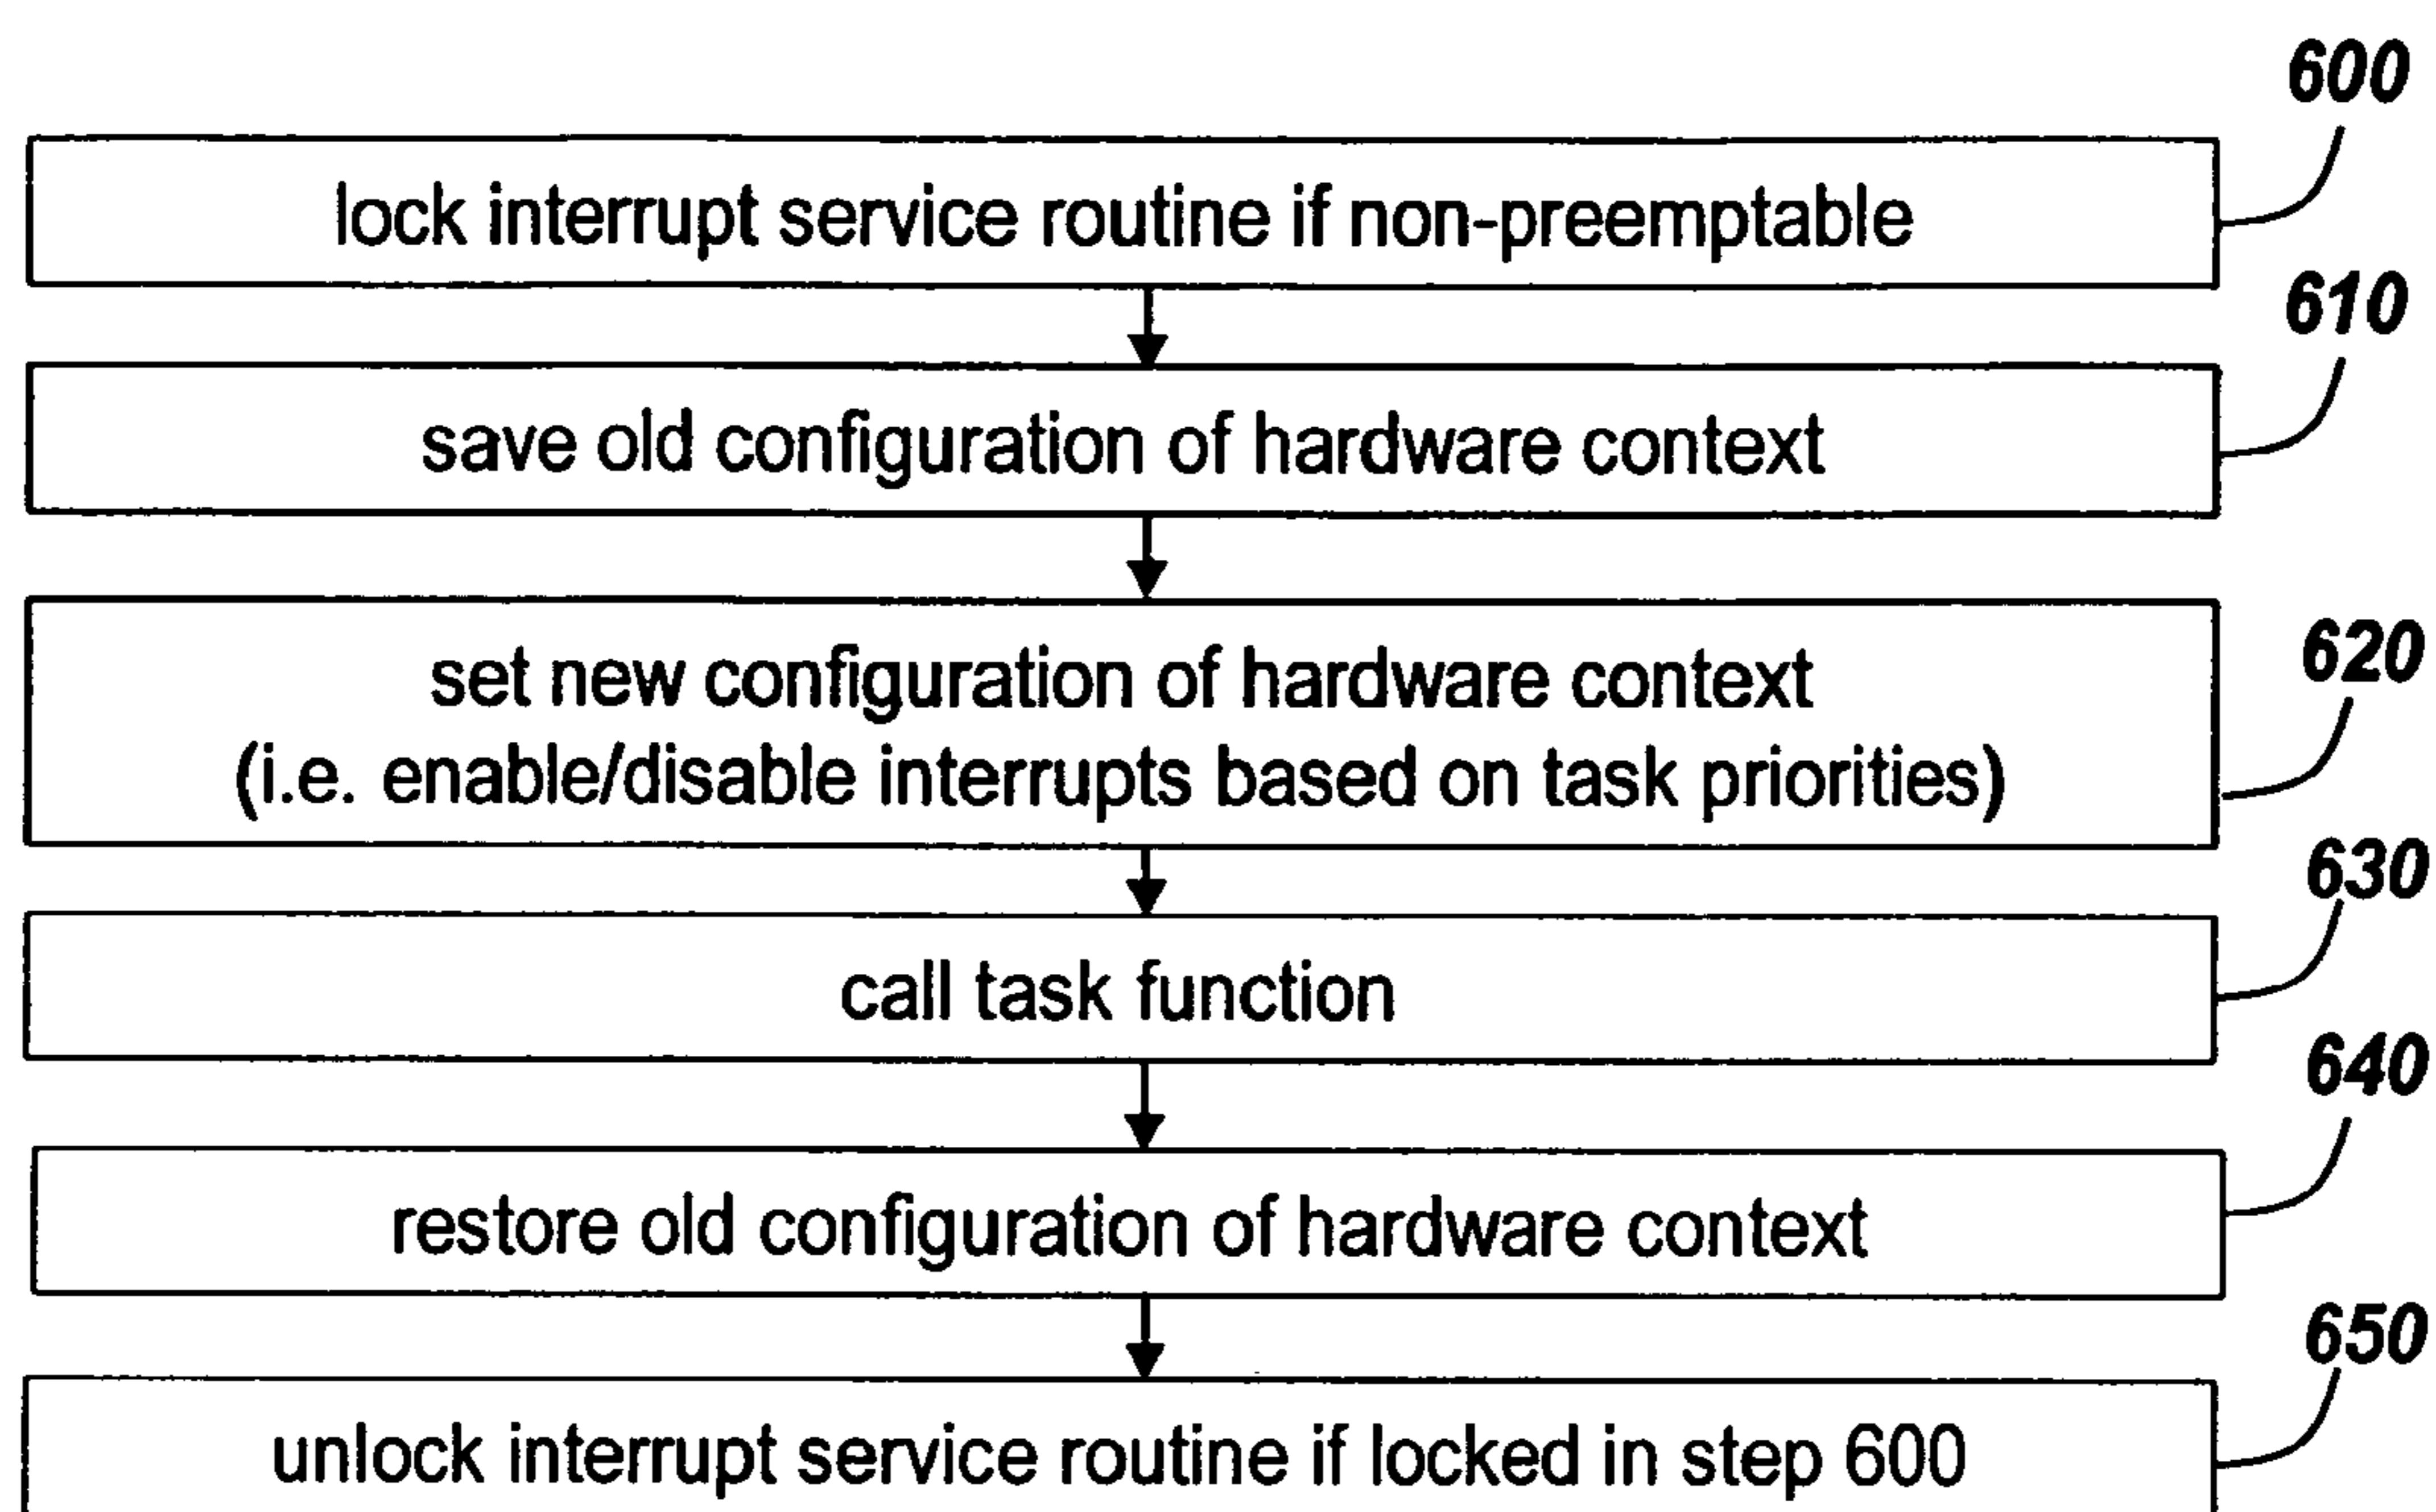 600
lock interrupt service routine if non-preemptable
610
save old configuration of hardware context
620
set new configuration of hardware context
(i.e. enable/disable interrupts based on task priorities)
630
call task function
640
restore old configuration of hardware context
650
unlock interrupt service routine if locked in step 600